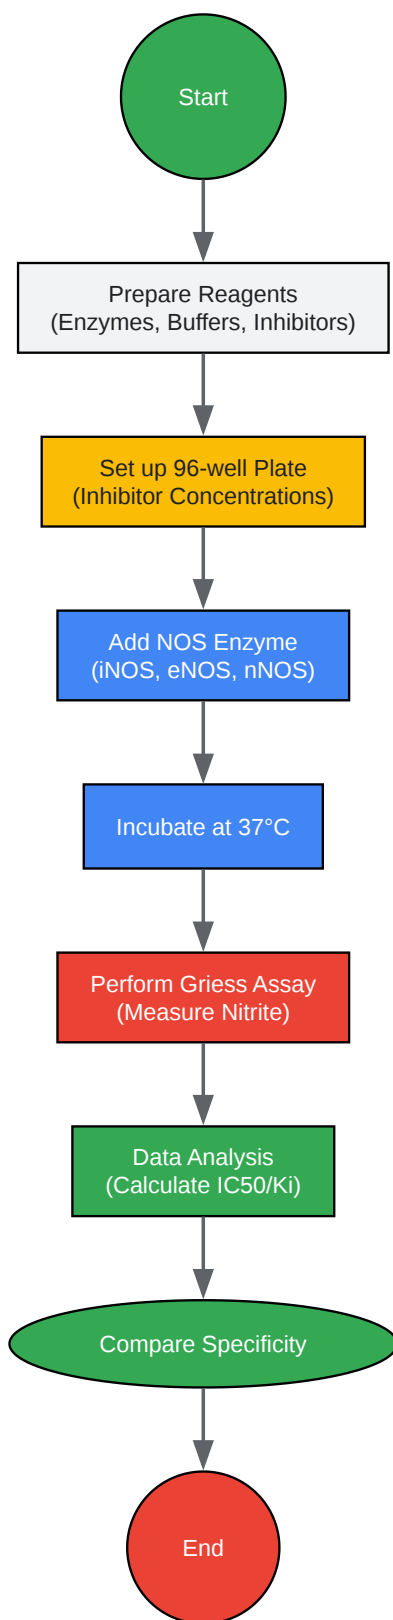 Start
Prepare Reagents
(Enzymes, Buffers, Inhibitors)
Set up 96-well Plate
(Inhibitor Concentrations)
Add NOS Enzyme
(iNOS, eNOS, nNOS)
Incubate at 37°C
Perform Griess Assay
(Measure Nitrite)
Data Analysis
(Calculate IC50/Ki)
Compare Specificity
End